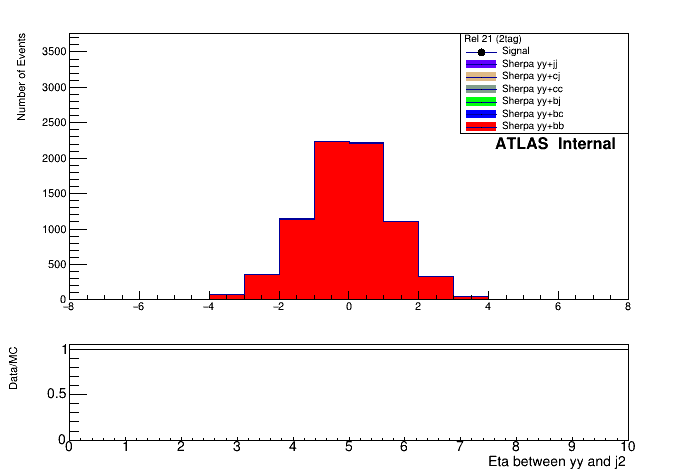 Number of Events
3500
3000
2500
2000
1500
1000
500
0
−8 −6 −4 −2 0 2 4 6 8
Rel 21 (2tag)
Signal
Sherpa yy+jj
Sherpa yy+cj
Sherpa yy+cc
Sherpa yy+bj
Sherpa yy+bc
Sherpa yy+bb
ATLAS Internal
Data/MC
1
0.5
0
0 1 2 3 4 5 6 7 8 9 10
Eta between yy and j2